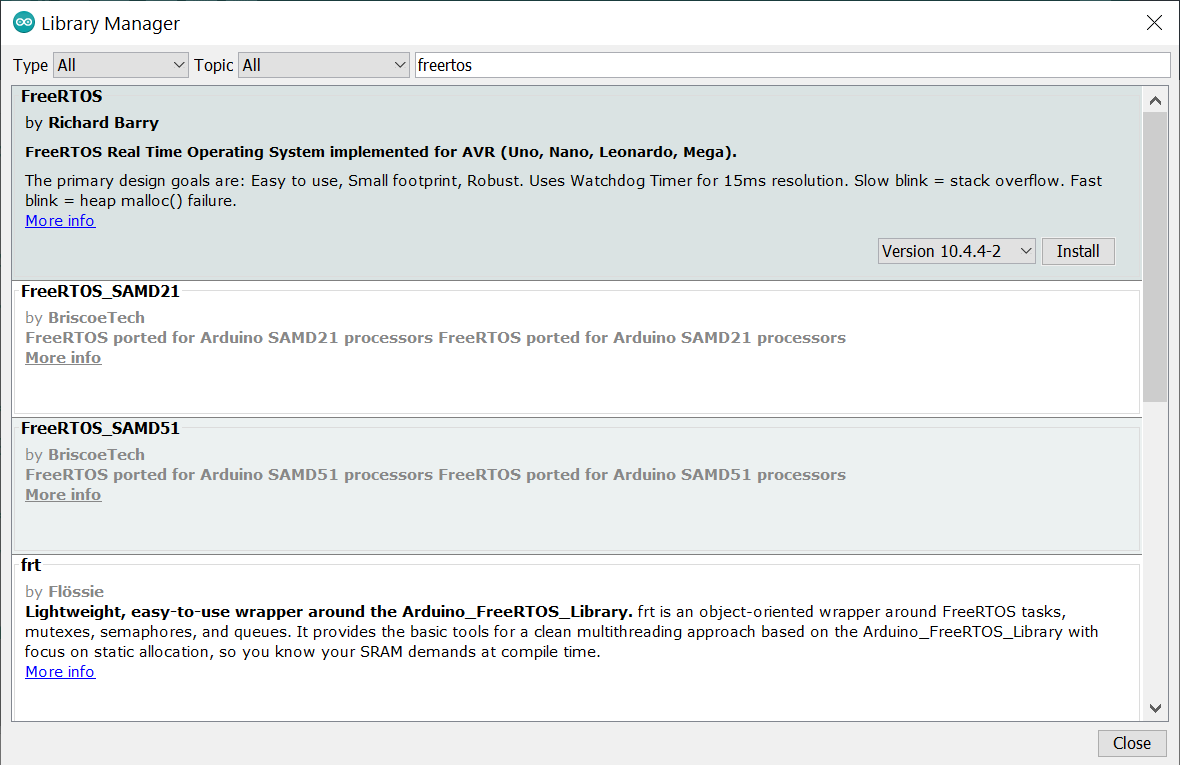 Library Manager
Type All Topic All freertos
FreeRTOS
by Richard Barry
FreeRTOS Real Time Operating System implemented for AVR (Uno, Nano, Leonardo, Mega).
The primary design goals are: Easy to use, Small footprint, Robust. Uses Watchdog Timer for 15ms resolution. Slow blink = stack overflow. Fast
blink = heap malloc() failure.
More info
Version 10.4.4-2 Install
FreeRTOS_SAMD21
by BriscoeTech
FreeRTOS ported for Arduino SAMD21 processors FreeRTOS ported for Arduino SAMD21 processors
More info
FreeRTOS_SAMD51
by BriscoeTech
FreeRTOS ported for Arduino SAMD51 processors FreeRTOS ported for Arduino SAMD51 processors
More info
frt
by Flössie
Lightweight, easy-to-use wrapper around the Arduino_FreeRTOS_Library. frt is an object-oriented wrapper around FreeRTOS tasks,
mutexes, semaphores, and queues. It provides the basic tools for a clean multithreading approach based on the Arduino_FreeRTOS_Library with
focus on static allocation, so you know your SRAM demands at compile time.
More info
Close